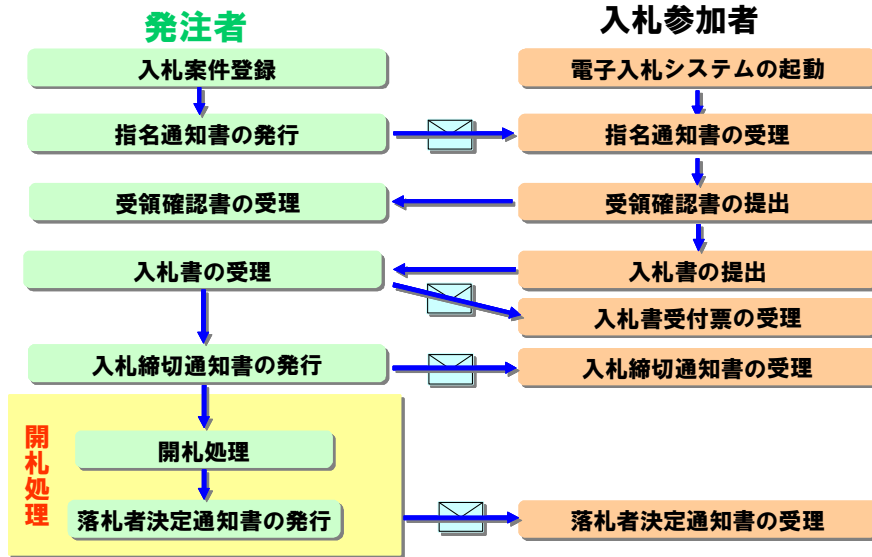 発注者
入札参加者
入札案件登録
電子入札システムの起動
指名通知書の発行
指名通知書の受理
受領確認書の受理
受領確認書の提出
入札書の受理
入札書の提出
入札書受付票の受理
入札締切通知書の発行
入札締切通知書の受理
開札処理
開札処理
落札者決定通知書の発行
落札者決定通知書の受理